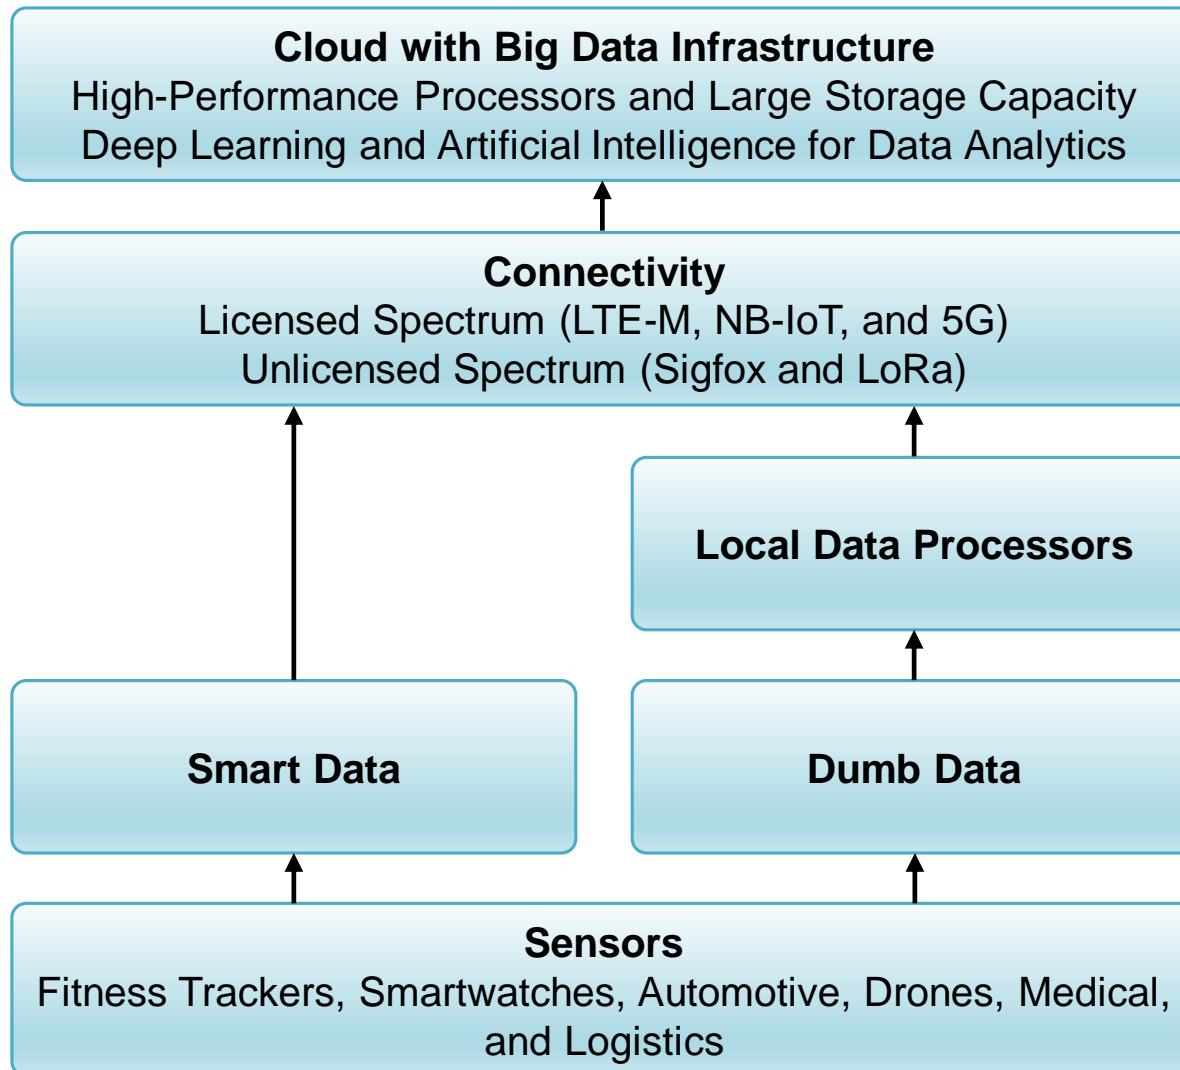 Cloud with Big Data Infrastructure
High-Performance Processors and Large Storage Capacity
Deep Learning and Artificial Intelligence for Data Analytics
Connectivity
Licensed Spectrum (LTE-M, NB-IoT, and 5G)
Unlicensed Spectrum (Sigfox and LoRa)
Local Data Processors
Smart Data
Dumb Data
Sensors
Fitness Trackers, Smartwatches, Automotive, Drones, Medical,
and Logistics